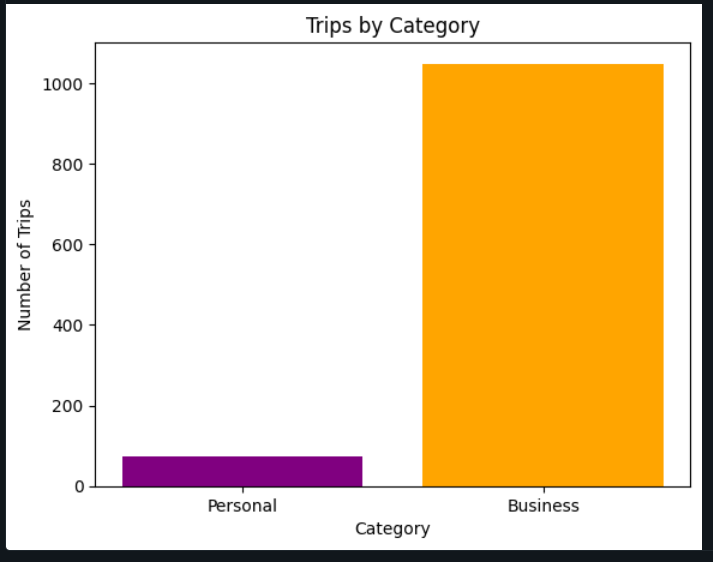 Trips by Category
1000
800
600
400
200
0
Number of Trips
Personal
Business
Category